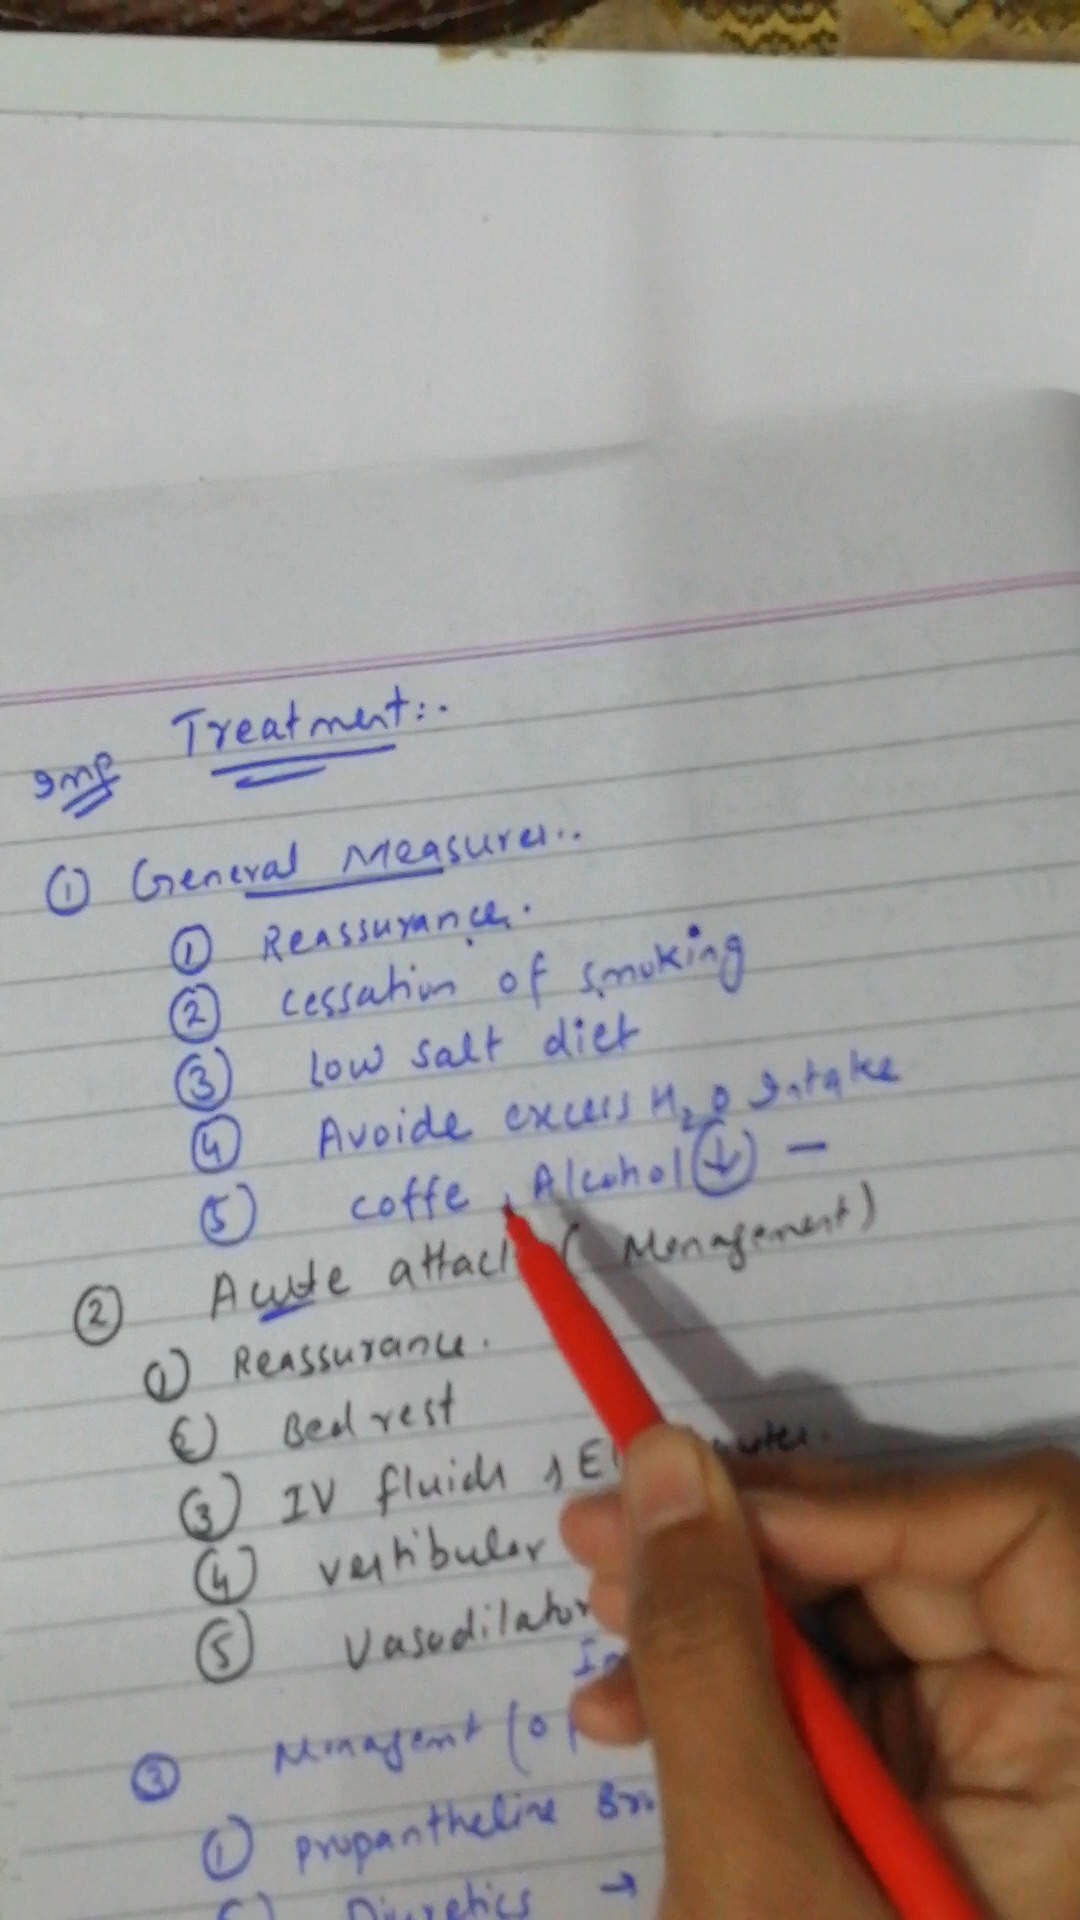 Treatment:.
Imp
① General Measures..
① Reassurance.
② Cessation of smoking
③ low salt diet
④ Avoide excess H₂O Intake
⑤ coffe , Alcohol ↓ –
② Acute attack ( Management)
① Reassurance.
② Bed rest
③ IV fluids ,
④ vestibular
⑤ Vasodilator
③ Managemt (o
① propantheline Bro
Diuretics →